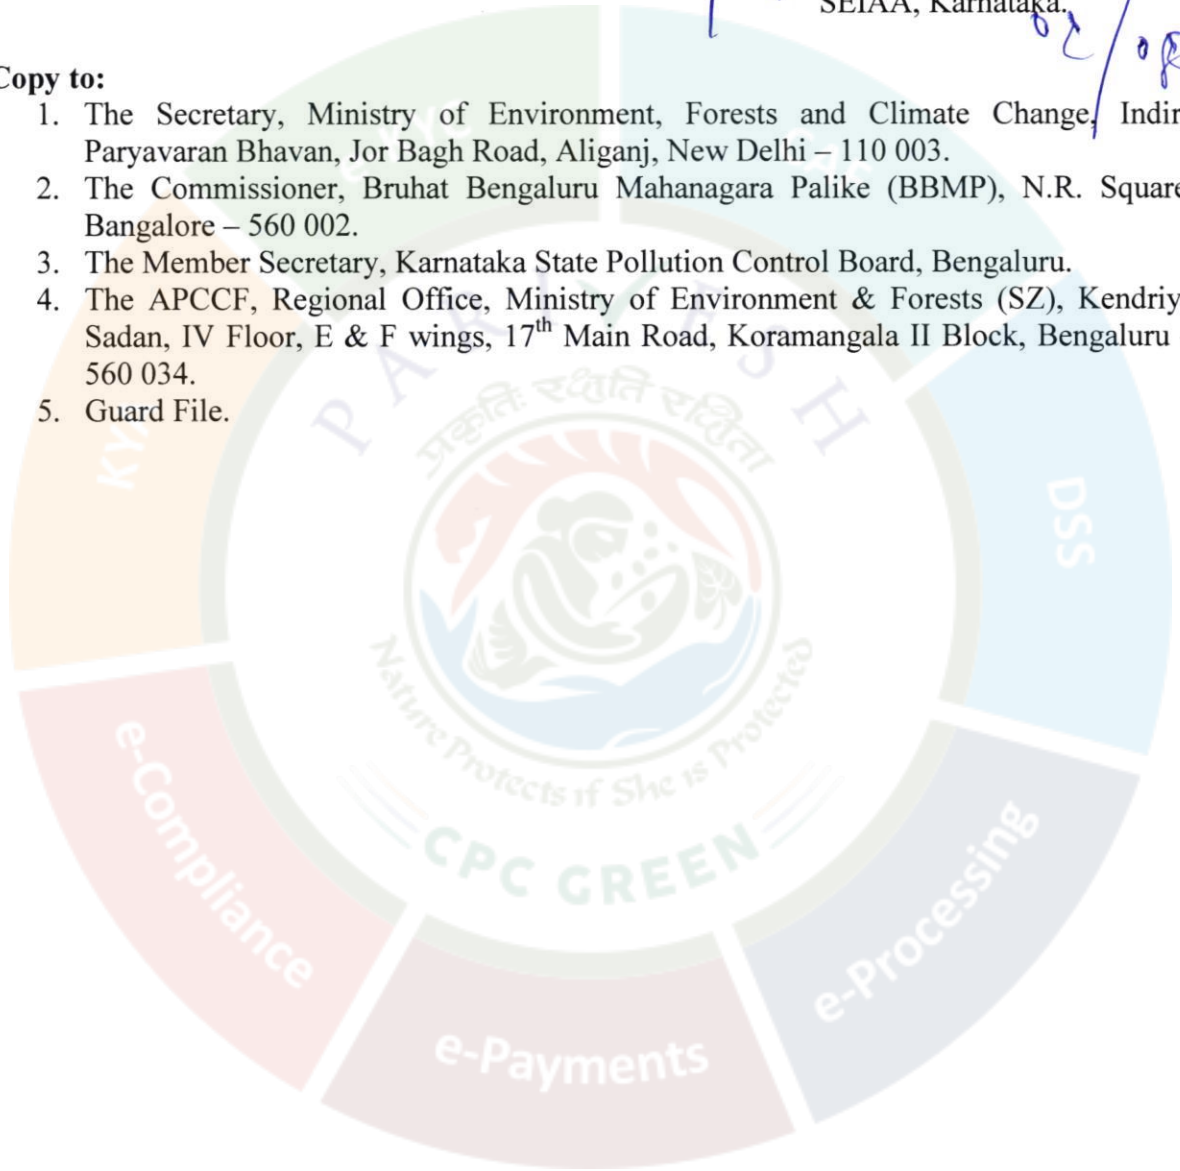 SEIAA, Karnataka.
02/08
Copy to:
1. The Secretary, Ministry of Environment, Forests and Climate Change, Indir
Paryavaran Bhavan, Jor Bagh Road, Aliganj, New Delhi – 110 003.
2. The Commissioner, Bruhat Bengaluru Mahanagara Palike (BBMP), N.R. Square
Bangalore – 560 002.
3. The Member Secretary, Karnataka State Pollution Control Board, Bengaluru.
4. The APCCF, Regional Office, Ministry of Environment & Forests (SZ), Kendriy
Sadan, IV Floor, E & F wings, 17th Main Road, Koramangala II Block, Bengaluru
560 034.
5. Guard File.
PARIVESH
प्रकृतिः रक्षति रक्षिता
DSS
Nature Protects if She is Protected
CPC GREEN
e-Compliance
e-Processing
e-Payments